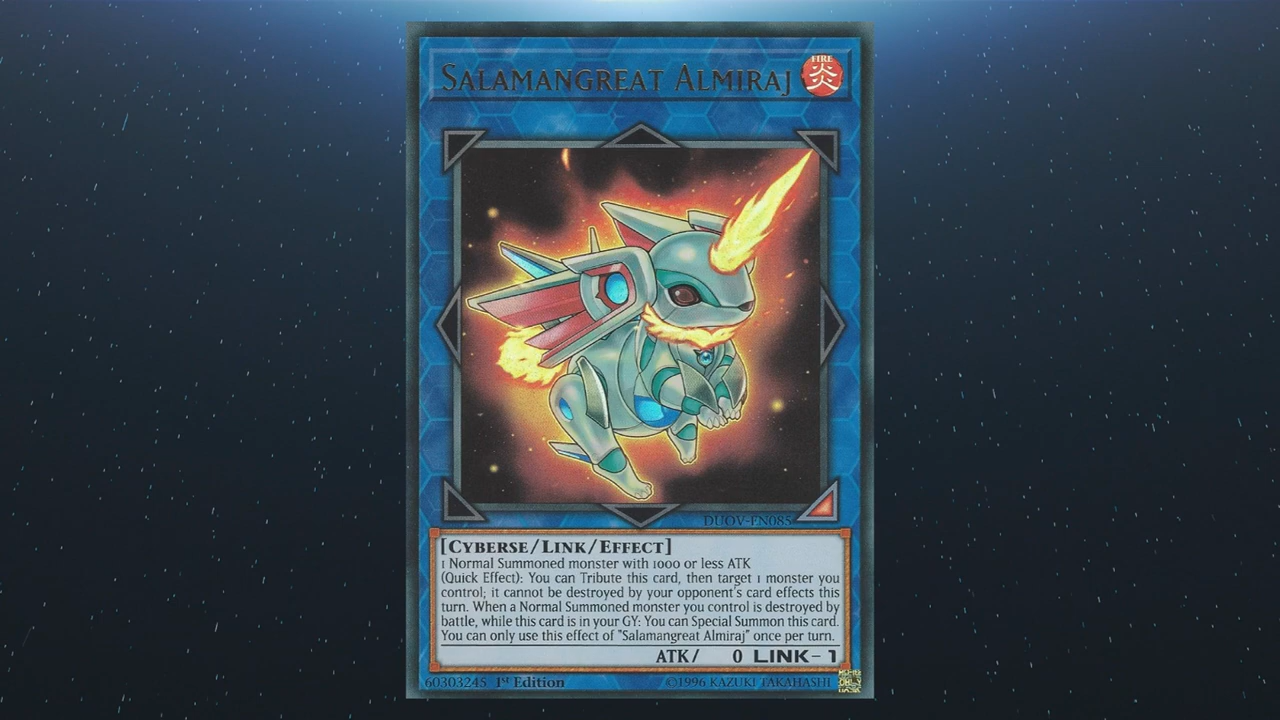 Salamangreat Almiraj
FIRE
炎
DUOV-EN085
[Cyberse/Link/Effect]
1 Normal Summoned monster with 1000 or less ATK
(Quick Effect): You can Tribute this card, then target 1 monster you
control; it cannot be destroyed by your opponent's card effects this
turn. When a Normal Summoned monster you control is destroyed by
battle, while this card is in your GY: You can Special Summon this card.
You can only use this effect of "Salamangreat Almiraj" once per turn.
ATK/ 0 LINK-1
60303245 1st Edition ©1996 KAZUKI TAKAHASHI